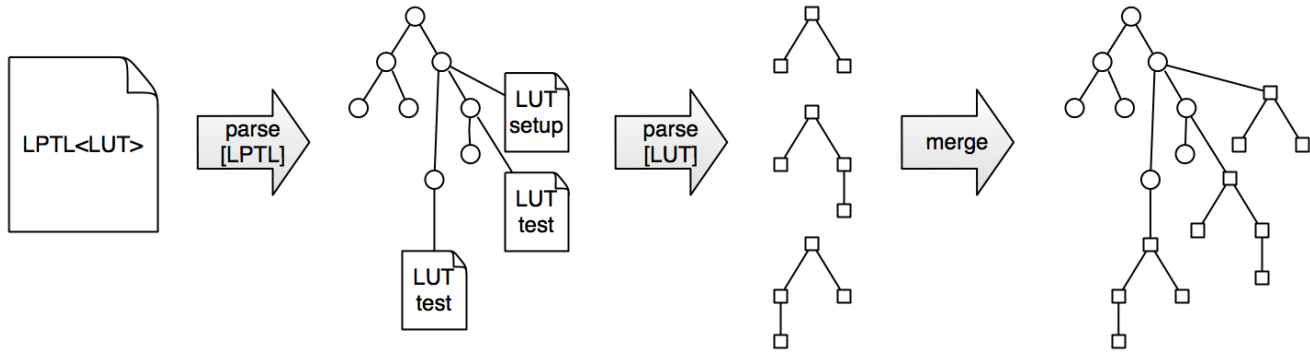 LPTL<LUT>
parse
[LPTL]
LUT
setup
LUT
test
LUT
test
parse
[LUT]
merge